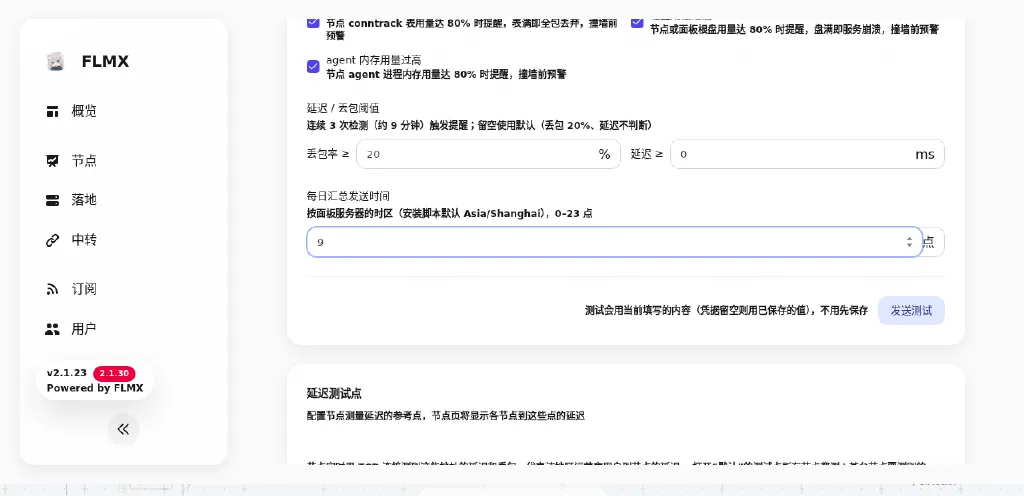 FLMX
概览
节点
落地
中转
订阅
用户
v2.1.23 2.1.30
Powered by FLMX
节点 conntrack 表用量达 80% 时提醒，表满即全包丢弃，撞墙前
预警
节点或面板磁盘用量达 80% 时提醒，盘满即服务崩溃，撞墙前预警
agent 内存用量过高
节点 agent 进程内存用量达 80% 时提醒，撞墙前预警
延迟 / 丢包阈值
连续 3 次检测（约 9 分钟）触发提醒；留空使用默认（丢包 20%、延迟不判断）
丢包率 ≥ 20 % 延迟 ≥ 0 ms
每日汇总发送时间
按面板服务器的时区（安装脚本默认 Asia/Shanghai），0–23 点
9 点
测试会用当前填写的内容（凭据留空则用已保存的值），不用先保存 发送测试
延迟测试点
配置节点测量延迟的参考点，节点页将显示各节点到这些点的延迟